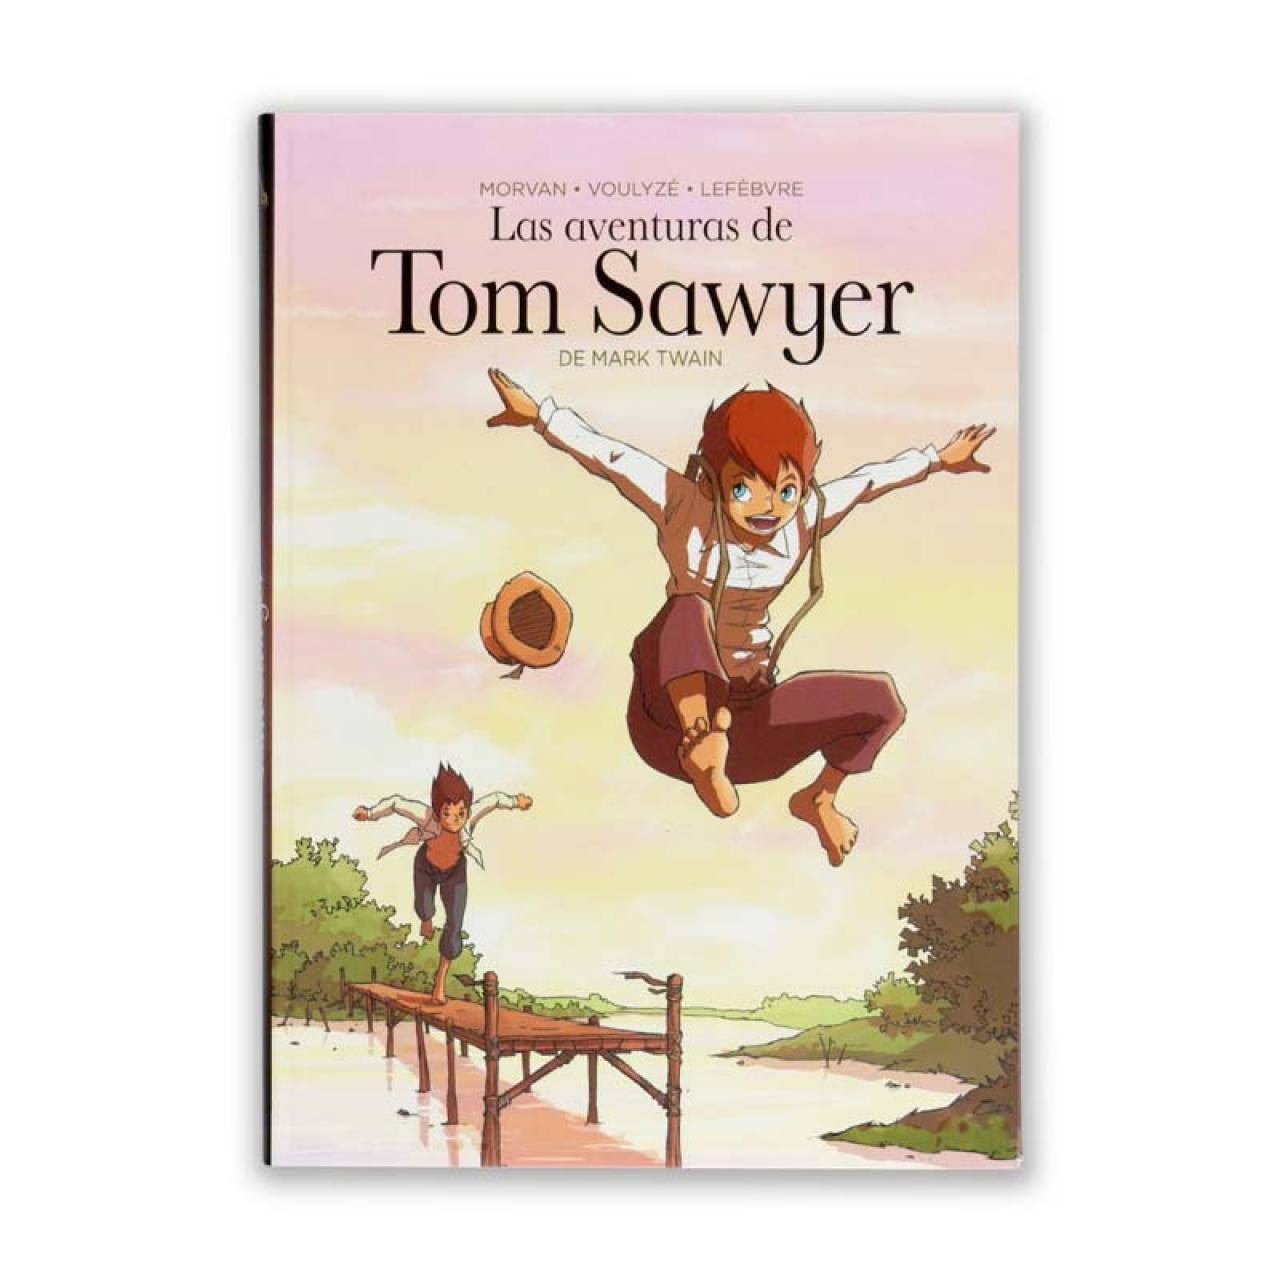 MORVAN • VOULYZÉ • LEFÈBVRE
Las aventuras de
Tom Sawyer
DE MARK TWAIN